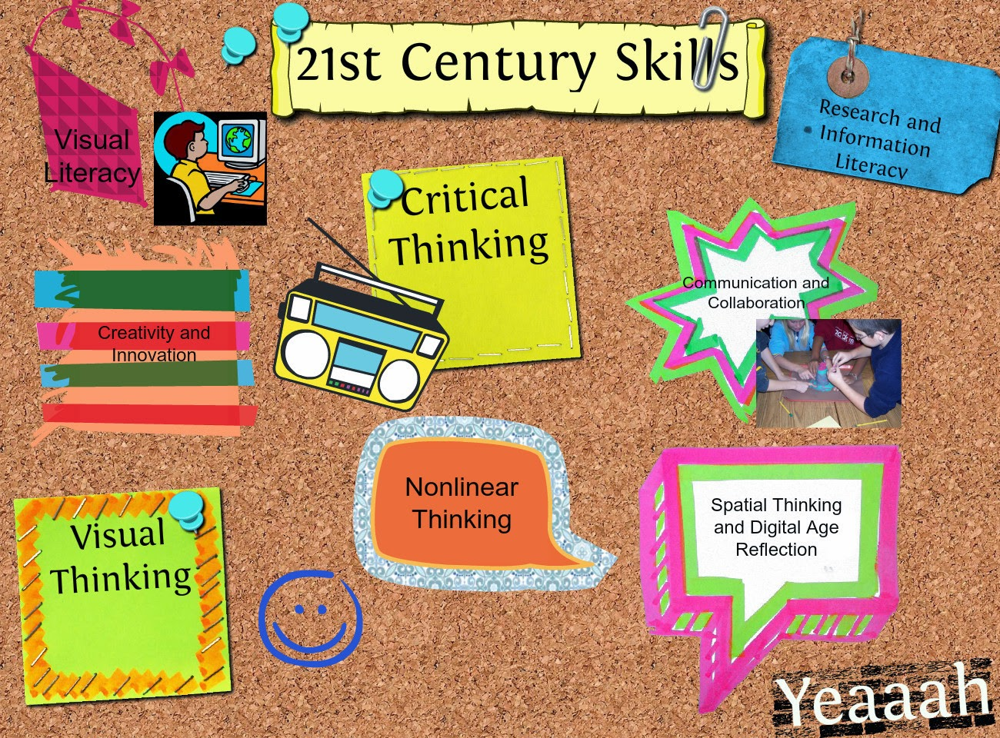 21st Century Skills
Visual
Literacy
Research and
Information
Literacy
Critical
Thinking
Communication and
Collaboration
Creativity and
Innovation
Nonlinear
Thinking
Spatial Thinking
and Digital Age
Reflection
Visual
Thinking
Yeaaah